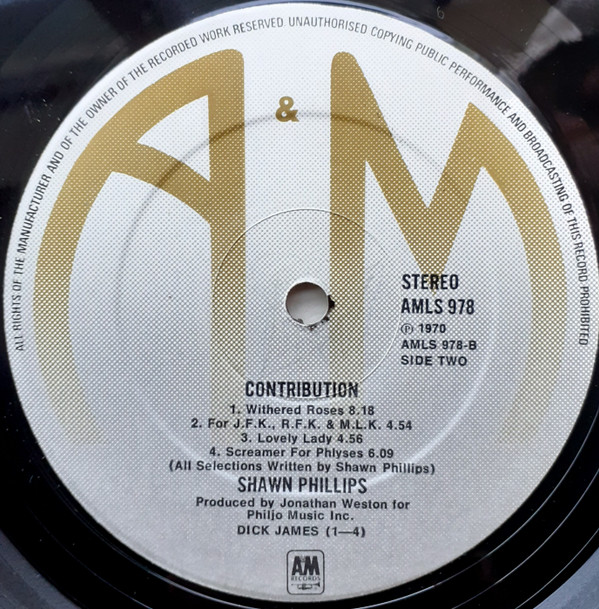 ALL RIGHTS OF THE MANUFACTURER AND OF THE OWNER OF THE RECORDED WORK RESERVED UNAUTHORISED COPYING PUBLIC PERFORMANCE AND BROADCASTING OF THIS RECORD PROHIBITED
A & M
STEREO
AMLS 978
Ⓟ 1970
AMLS 978-B
SIDE TWO
CONTRIBUTION
1. Withered Roses 8.18
2. For J.F.K., R.F.K. & M.L.K. 4.54
3. Lovely Lady 4.56
4. Screamer For Phlyses 6.09
(All Selections Written by Shawn Phillips)
SHAWN PHILLIPS
Produced by Jonathan Weston for
Philjo Music Inc.
DICK JAMES (1—4)
A&M
RECORDS